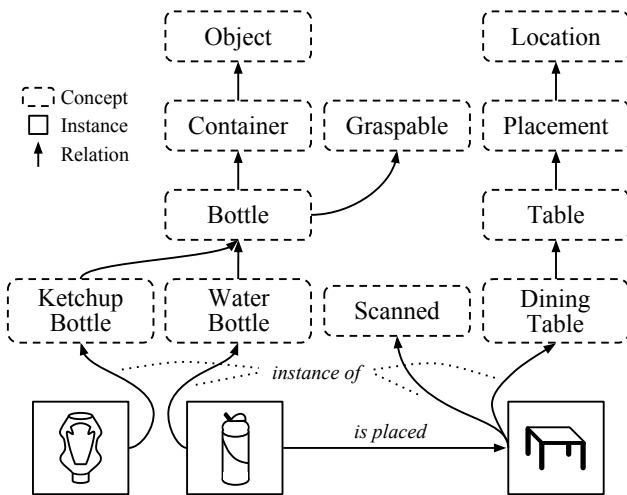 Object
Location
Concept
Instance
Relation
Container
Graspable
Placement
Bottle
Table
Ketchup
Bottle
Water
Bottle
Scanned
Dining
Table
instance of
is placed